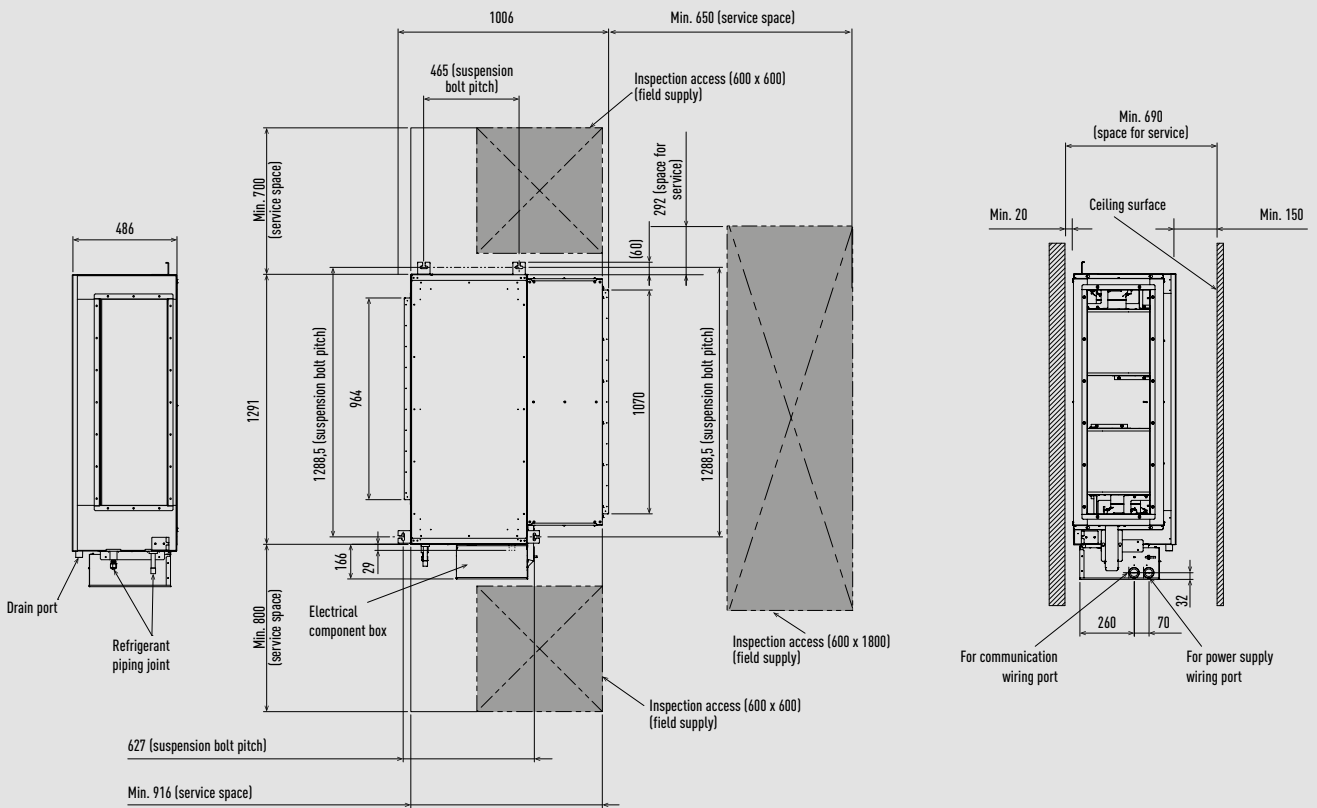 1006
Min. 650 (service space)
465 (suspension
bolt pitch)
Inspection access (600 x 600)
(field supply)
Min. 700
(service space)
292 (space for
service)
(60)
486
1291
1288,5 (suspension bolt pitch)
964
1070
1288,5 (suspension bolt pitch)
166
29
Drain port
Refrigerant
piping joint
Electrical
component box
Min. 800
(service space)
Inspection access (600 x 1800)
(field supply)
Inspection access (600 x 600)
(field supply)
627 (suspension bolt pitch)
Min. 916 (service space)
Min. 690
(space for service)
Ceiling surface
Min. 20
Min. 150
32
260
70
For communication
wiring port
For power supply
wiring port